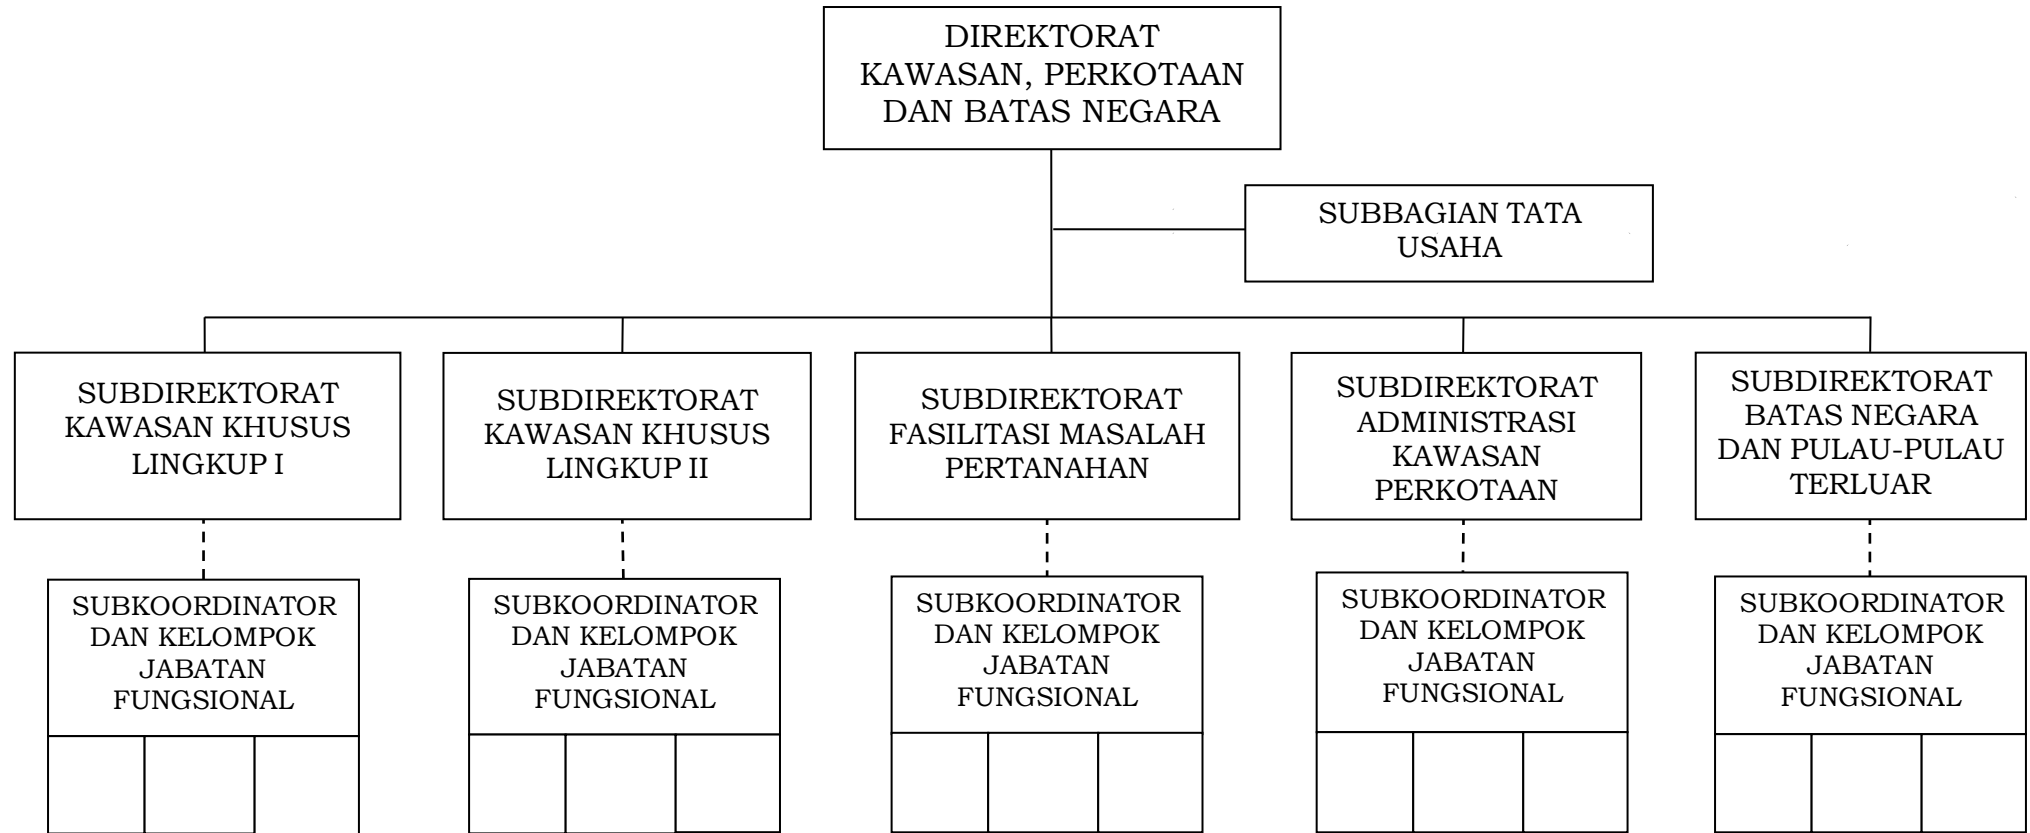 DIREKTORAT
KAWASAN, PERKOTAAN
DAN BATAS NEGARA
SUBBAGIAN TATA
USAHA
SUBDIREKTORAT
KAWASAN KHUSUS
LINGKUP I
SUBDIREKTORAT
KAWASAN KHUSUS
LINGKUP II
SUBDIREKTORAT
FASILITASI MASALAH
PERTANAHAN
SUBDIREKTORAT
ADMINISTRASI
KAWASAN
PERKOTAAN
SUBDIREKTORAT
BATAS NEGARA
DAN PULAU-PULAU
TERLUAR
SUBKOORDINATOR
DAN KELOMPOK
JABATAN
FUNGSIONAL
SUBKOORDINATOR
DAN KELOMPOK
JABATAN
FUNGSIONAL
SUBKOORDINATOR
DAN KELOMPOK
JABATAN
FUNGSIONAL
SUBKOORDINATOR
DAN KELOMPOK
JABATAN
FUNGSIONAL
SUBKOORDINATOR
DAN KELOMPOK
JABATAN
FUNGSIONAL